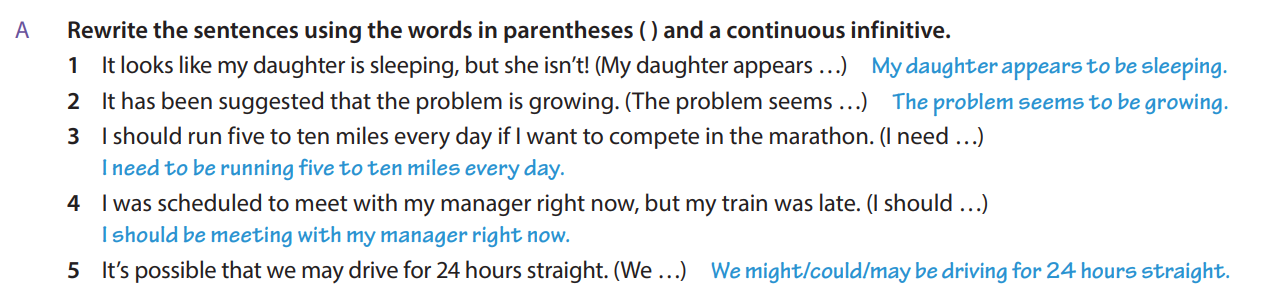 A Rewrite the sentences using the words in parentheses ( ) and a continuous infinitive.
1 It looks like my daughter is sleeping, but she isn't! (My daughter appears …) My daughter appears to be sleeping.
2 It has been suggested that the problem is growing. (The problem seems …) The problem seems to be growing.
3 I should run five to ten miles every day if I want to compete in the marathon. (I need …)
I need to be running five to ten miles every day.
4 I was scheduled to meet with my manager right now, but my train was late. (I should …)
I should be meeting with my manager right now.
5 It's possible that we may drive for 24 hours straight. (We …) We might/could/may be driving for 24 hours straight.